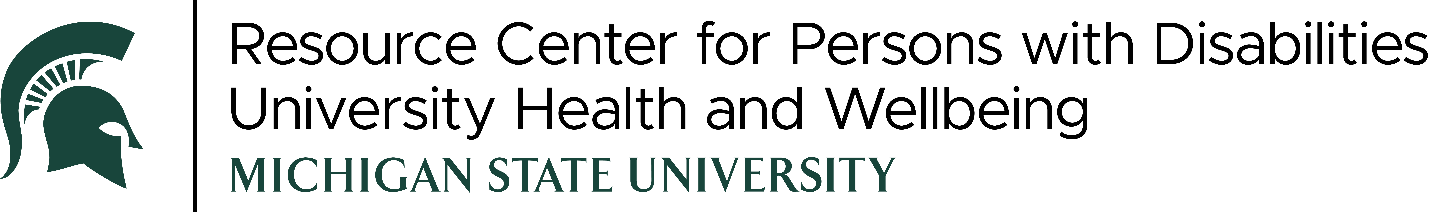 Resource Center for Persons with Disabilities
University Health and Wellbeing
MICHIGAN STATE UNIVERSITY